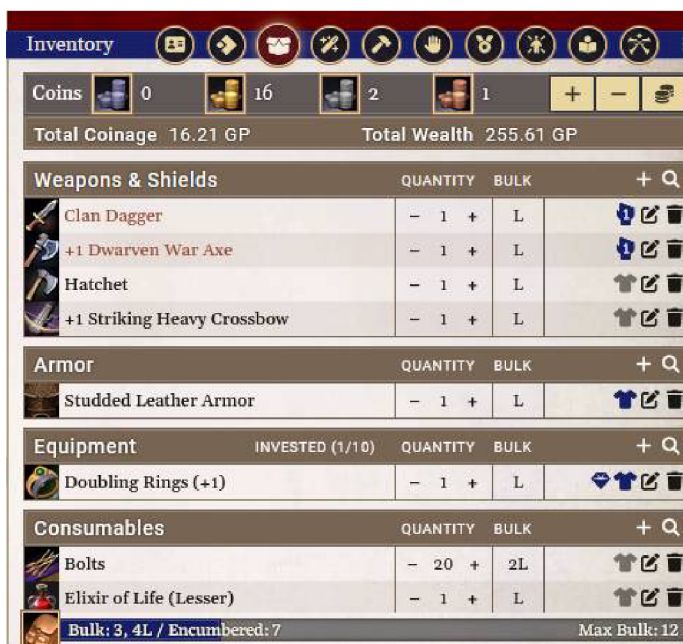 Inventory
Coins 0 16 2 1 + −
Total Coinage 16.21 GP Total Wealth 255.61 GP
Weapons & Shields QUANTITY BULK +
Clan Dagger − 1 + L 1
+1 Dwarven War Axe − 1 + L 1
Hatchet − 1 + L
+1 Striking Heavy Crossbow − 1 + L
Armor QUANTITY BULK +
Studded Leather Armor − 1 + L
Equipment INVESTED (1/10) QUANTITY BULK +
Doubling Rings (+1) − 1 + L
Consumables QUANTITY BULK +
Bolts − 20 + 2L
Elixir of Life (Lesser) − 1 + L
Bulk: 3, 4L / Encumbered: 7 Max Bulk: 12